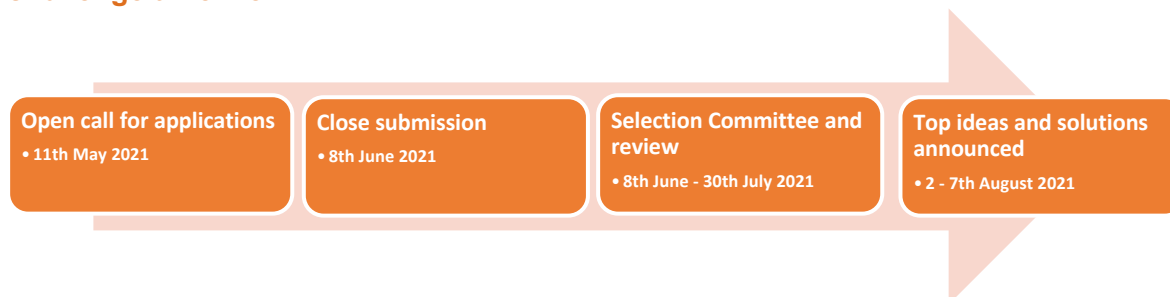 Open call for applications
• 11th May 2021
Close submission
• 8th June 2021
Selection Committee and
review
• 8th June - 30th July 2021
Top ideas and solutions
announced
• 2 - 7th August 2021